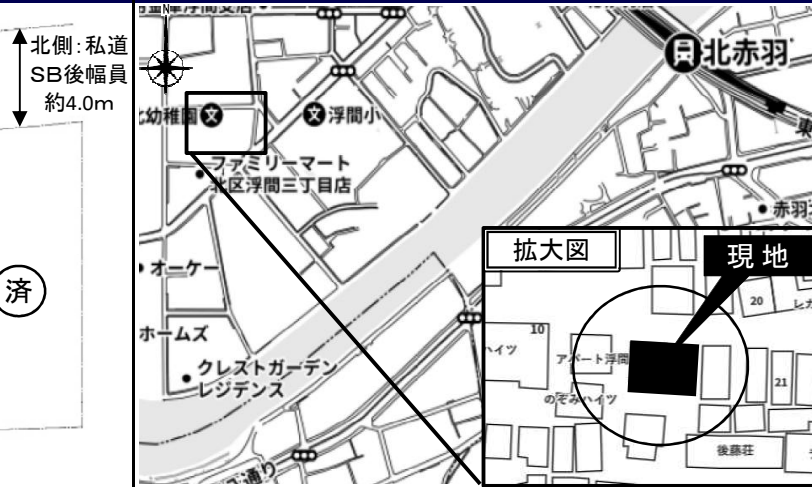 北側：私道
SB後幅員
約4.0m
済
北赤羽
幼稚園
文
文
浮間小
ファミリーマート
北区浮間三丁目店
オーケー
ホームズ
クレストガーデン
レジデンス
拡大図
現地
20
10
ハイツ
アパート浮間
のぞみハイツ
21
後藤荘